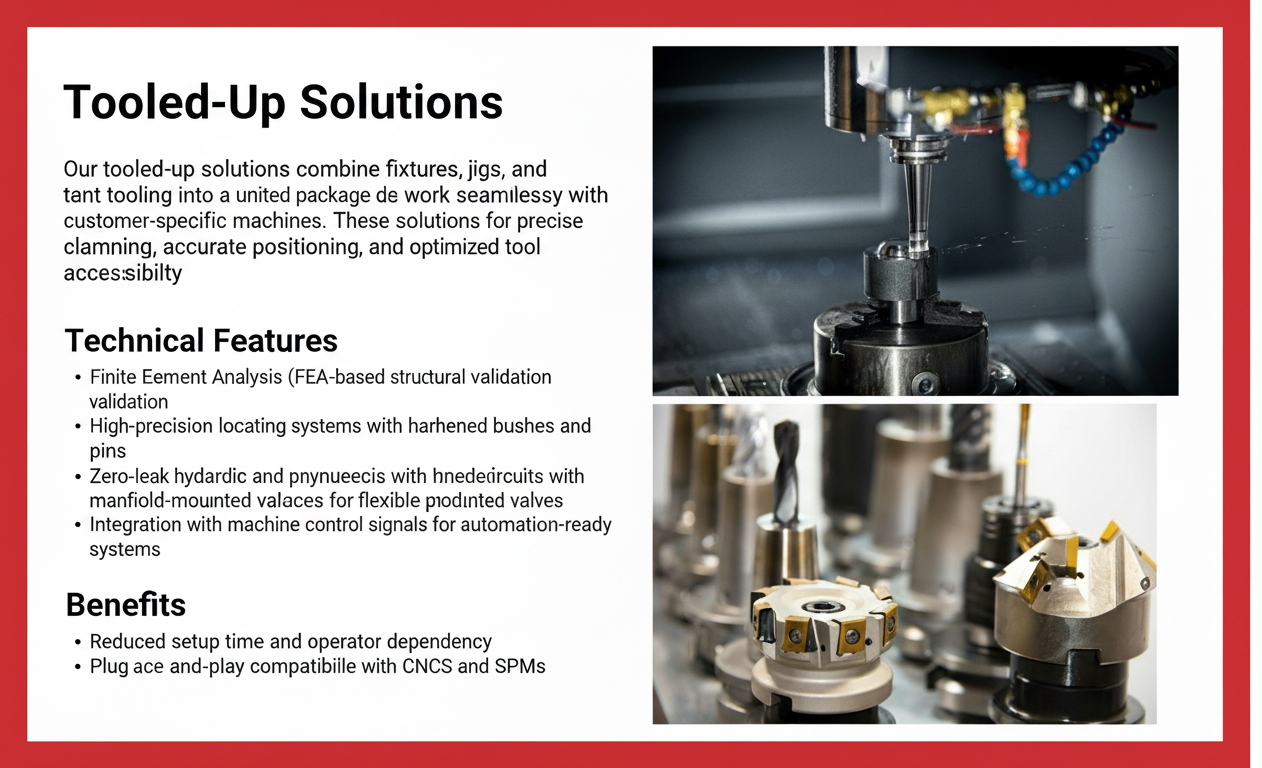 Tooled-Up Solutions
Our tooled-up solutions combine fixtures, jigs, and
tant tooling into a united package de work seamılessy with
customer-specific machines. These solutions for precise
clamning, accurate positioning, and optimized tool
accessibilty
Technical Features
• Finite Eement Analysis (FEA-based structural validation
validation
• High-precision locating systems with harhened bushes and
pins
• Zero-leak hydardic and pnynueecis with hnedeırcuits with
manfiold-mounted valaces for flexible podınted valves
• Integration with machine control signals for automation-ready
systems
Benefits
• Reduced setup time and operator dependency
• Plug ace and-play compatibiile with CNCS and SPMs